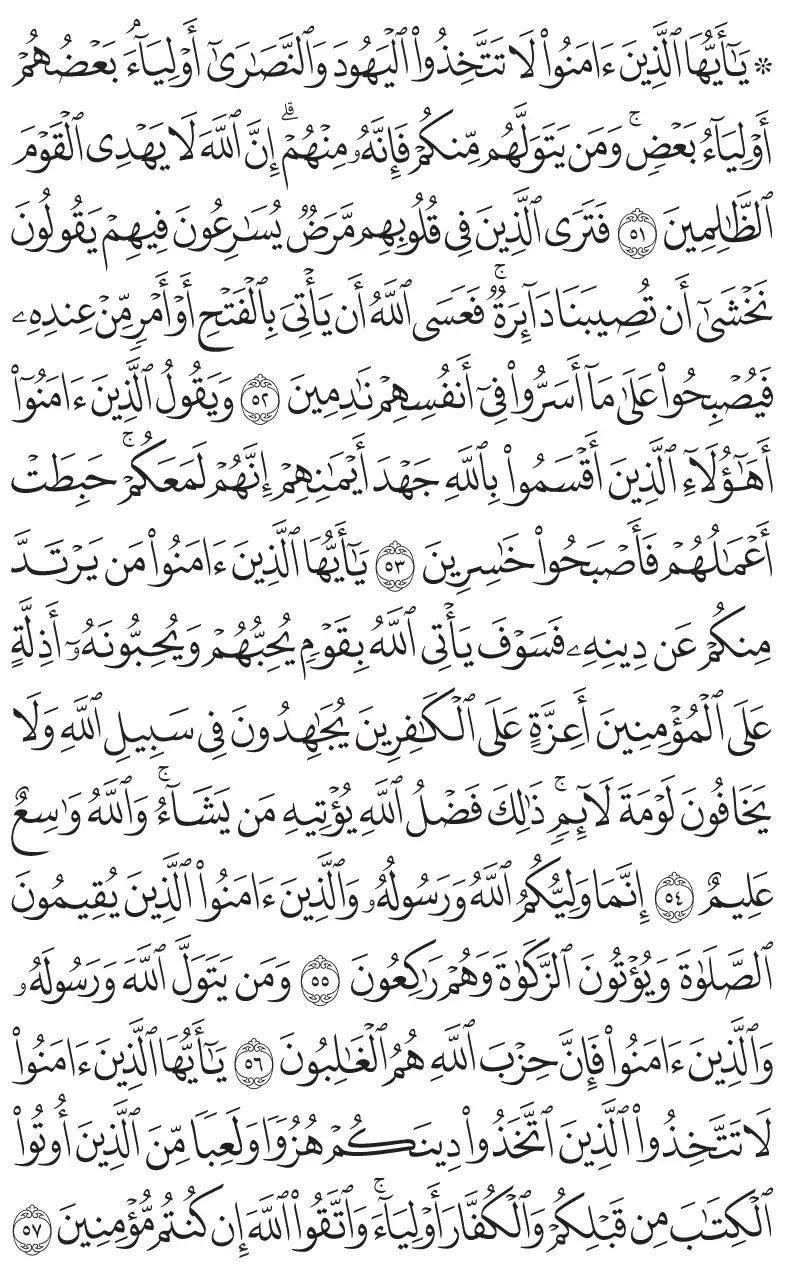 ۞ يَـٰٓأَيُّهَا ٱلَّذِينَ ءَامَنُوا۟ لَا تَتَّخِذُوا۟ ٱلْيَهُودَ وَٱلنَّصَـٰرَىٰٓ أَوْلِيَآءَ ۘ بَعْضُهُمْ
أَوْلِيَآءُ بَعْضٍ ۚ وَمَن يَتَوَلَّهُم مِّنكُمْ فَإِنَّهُۥ مِنْهُمْ ۗ إِنَّ ٱللَّهَ لَا يَهْدِى ٱلْقَوْمَ
ٱلظَّـٰلِمِينَ ٥١ فَتَرَى ٱلَّذِينَ فِى قُلُوبِهِم مَّرَضٌ يُسَـٰرِعُونَ فِيهِمْ يَقُولُونَ
نَخْشَىٰٓ أَن تُصِيبَنَا دَآئِرَةٌ ۚ فَعَسَى ٱللَّهُ أَن يَأْتِىَ بِٱلْفَتْحِ أَوْ أَمْرٍ مِّنْ عِندِهِۦ
فَيُصْبِحُوا۟ عَلَىٰ مَآ أَسَرُّوا۟ فِىٓ أَنفُسِهِمْ نَـٰدِمِينَ ٥٢ وَيَقُولُ ٱلَّذِينَ ءَامَنُوٓا۟
أَهَـٰٓؤُلَآءِ ٱلَّذِينَ أَقْسَمُوا۟ بِٱللَّهِ جَهْدَ أَيْمَـٰنِهِمْ إِنَّهُمْ لَمَعَكُمْ ۚ حَبِطَتْ
أَعْمَـٰلُهُمْ فَأَصْبَحُوا۟ خَـٰسِرِينَ ٥٣ يَـٰٓأَيُّهَا ٱلَّذِينَ ءَامَنُوا۟ مَن يَرْتَدَّ
مِنكُمْ عَن دِينِهِۦ فَسَوْفَ يَأْتِى ٱللَّهُ بِقَوْمٍ يُحِبُّهُمْ وَيُحِبُّونَهُۥٓ أَذِلَّةٍ
عَلَى ٱلْمُؤْمِنِينَ أَعِزَّةٍ عَلَى ٱلْكَـٰفِرِينَ يُجَـٰهِدُونَ فِى سَبِيلِ ٱللَّهِ وَلَا
يَخَافُونَ لَوْمَةَ لَآئِمٍ ۚ ذَٰلِكَ فَضْلُ ٱللَّهِ يُؤْتِيهِ مَن يَشَآءُ ۚ وَٱللَّهُ وَٰسِعٌ
عَلِيمٌ ٥٤ إِنَّمَا وَلِيُّكُمُ ٱللَّهُ وَرَسُولُهُۥ وَٱلَّذِينَ ءَامَنُوا۟ ٱلَّذِينَ يُقِيمُونَ
ٱلصَّلَوٰةَ وَيُؤْتُونَ ٱلزَّكَوٰةَ وَهُمْ رَٰكِعُونَ ٥٥ وَمَن يَتَوَلَّ ٱللَّهَ وَرَسُولَهُۥ
وَٱلَّذِينَ ءَامَنُوا۟ فَإِنَّ حِزْبَ ٱللَّهِ هُمُ ٱلْغَـٰلِبُونَ ٥٦ يَـٰٓأَيُّهَا ٱلَّذِينَ ءَامَنُوا۟
لَا تَتَّخِذُوا۟ ٱلَّذِينَ ٱتَّخَذُوا۟ دِينَكُمْ هُزُوًا وَلَعِبًا مِّنَ ٱلَّذِينَ أُوتُوا۟
ٱلْكِتَـٰبَ مِن قَبْلِكُمْ وَٱلْكُفَّارَ أَوْلِيَآءَ ۚ وَٱتَّقُوا۟ ٱللَّهَ إِن كُنتُم مُّؤْمِنِينَ ٥٧